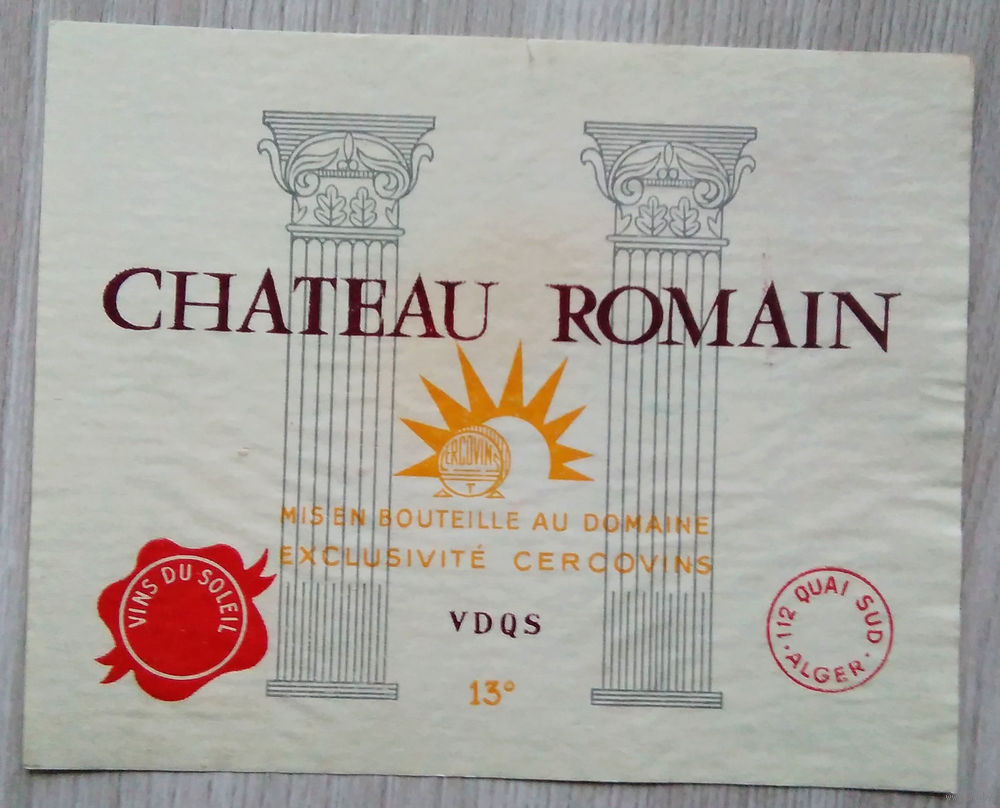 CHATEAU ROMAIN
CERCOVINS
T
MIS EN BOUTEILLE AU DOMAINE
EXCLUSIVITÉ CERCOVINS
VINS DU SOLEIL
VDQS
112 QUAI SUD
· ALGER ·
13°